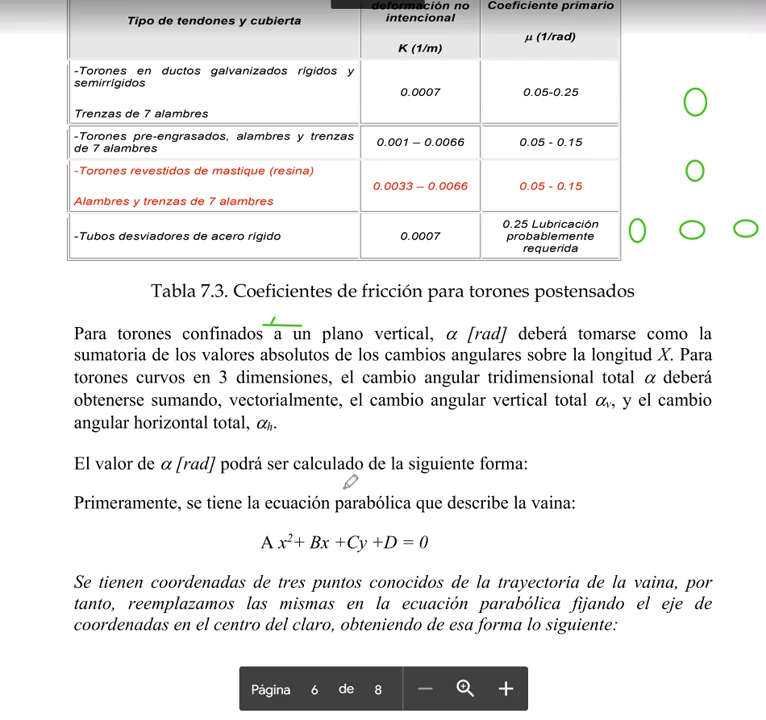 deformación no
Coeficiente primario
Tipo de tendones y cubierta
intencional
K (1/m)
μ (1/rad)
-Torones en ductos galvanizados rígidos y
semirrígidos
Trenzas de 7 alambres
0.0007
0.05-0.25
-Torones pre-engrasados, alambres y trenzas
de 7 alambres
0.001 – 0.0066
0.05 - 0.15
-Torones revestidos de mastique (resina)
Alambres y trenzas de 7 alambres
0.0033 – 0.0066
0.05 - 0.15
-Tubos desviadores de acero rígido
0.0007
0.25 Lubricación
probablemente
requerida
Tabla 7.3. Coeficientes de fricción para torones postensados
Para torones confinados a un plano vertical, α [rad] deberá tomarse como la
sumatoria de los valores absolutos de los cambios angulares sobre la longitud X. Para
torones curvos en 3 dimensiones, el cambio angular tridimensional total α deberá
obtenerse sumando, vectorialmente, el cambio angular vertical total αv, y el cambio
angular horizontal total, αh.
El valor de α [rad] podrá ser calculado de la siguiente forma:
Primeramente, se tiene la ecuación parabólica que describe la vaina:
A x²+ Bx +Cy +D = 0
Se tienen coordenadas de tres puntos conocidos de la trayectoria de la vaina, por
tanto, reemplazamos las mismas en la ecuación parabólica fijando el eje de
coordenadas en el centro del claro, obteniendo de esa forma lo siguiente:
Página 6 de 8